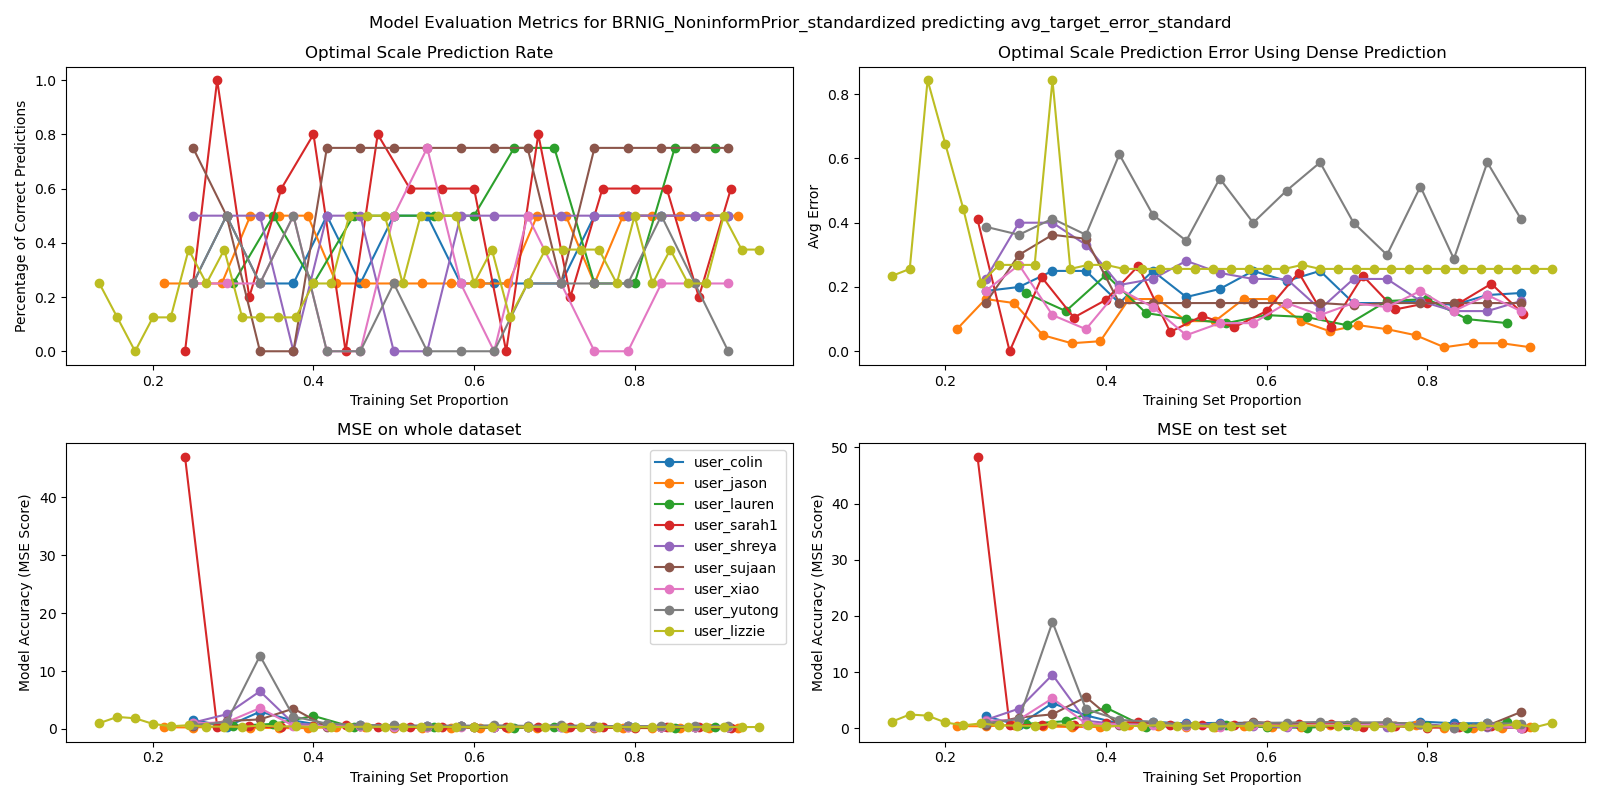 Model Evaluation Metrics for BRNIG_NoninformPrior_standardized predicting avg_target_error_standard
Optimal Scale Prediction Rate
Percentage of Correct Predictions
1.0
0.8
0.6
0.4
0.2
0.0
0.2 0.4 0.6 0.8
Training Set Proportion
Optimal Scale Prediction Error Using Dense Prediction
Avg Error
0.8
0.6
0.4
0.2
0.0
0.2 0.4 0.6 0.8
Training Set Proportion
MSE on whole dataset
Model Accuracy (MSE Score)
40
30
20
10
0
0.2 0.4 0.6 0.8
Training Set Proportion
user_colin
user_jason
user_lauren
user_sarah1
user_shreya
user_sujaan
user_xiao
user_yutong
user_lizzie
MSE on test set
Model Accuracy (MSE Score)
50
40
30
20
10
0
0.2 0.4 0.6 0.8
Training Set Proportion